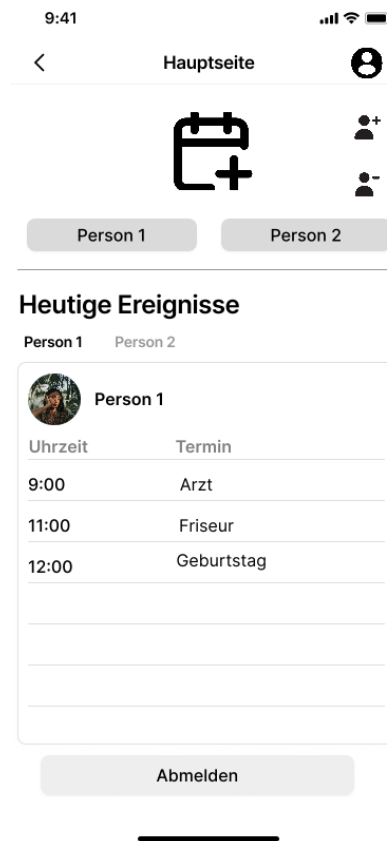 9:41
Hauptseite
Person 1 Person 2
Heutige Ereignisse
Person 1 Person 2
Person 1
Uhrzeit Termin
9:00 Arzt
11:00 Friseur
12:00 Geburtstag
Abmelden